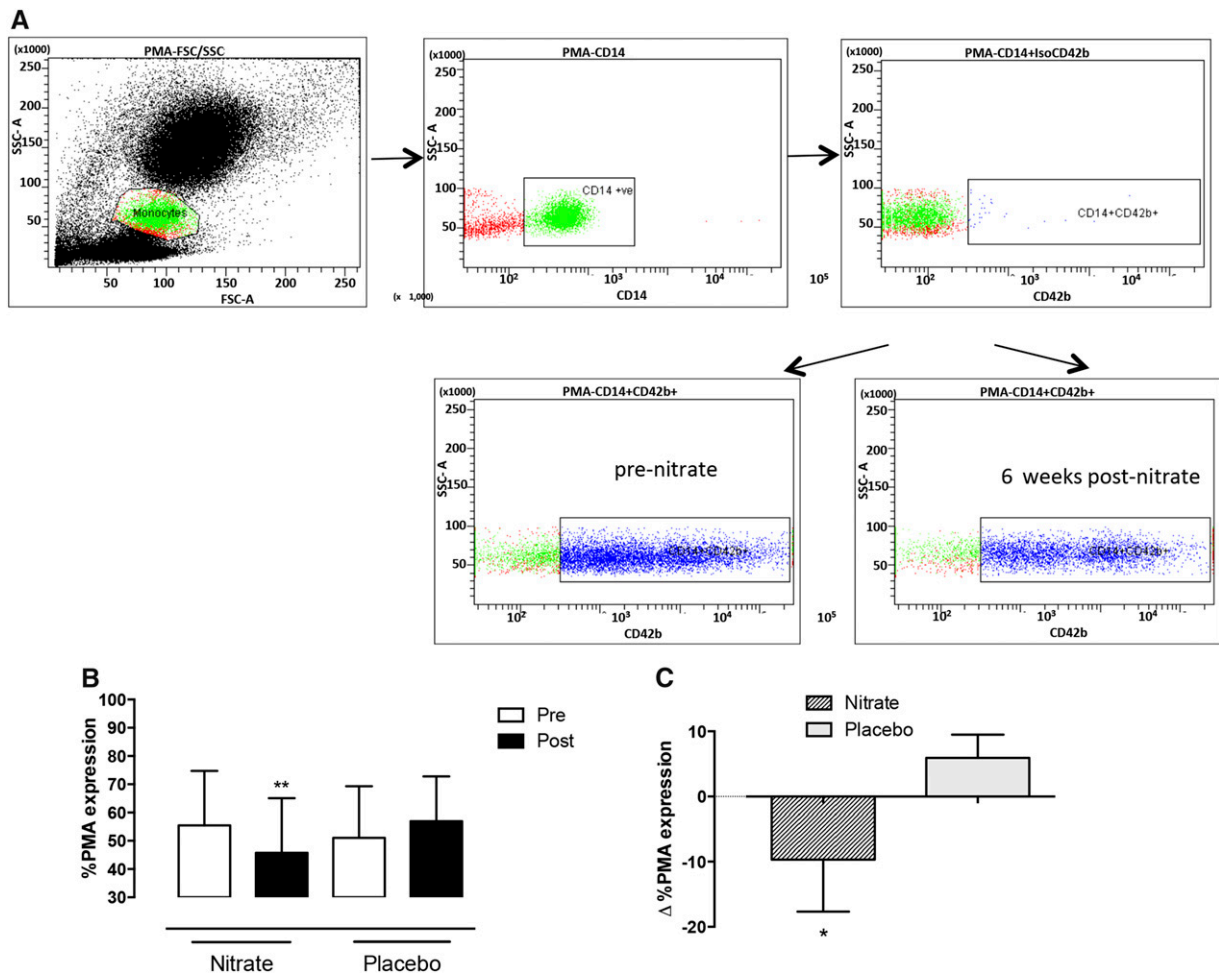 A
PMA-FSC/SSC
(x1000)
250
200
150
100
50
SSC- A
Monocytes
50 100 150 200 250
FSC-A
PMA-CD14
(x1000)
250
200
150
100
50
SSC- A
CD14 +ve
10² 10³ 10⁴ 10⁵
(x 1,000)
CD14
PMA-CD14+IsoCD42b
(x1000)
250
200
150
100
50
SSC- A
CD14+CD42b+
10² 10³ 10⁴
CD42b
PMA-CD14+CD42b+
(x1000)
250
200
150
100
50
SSC- A
pre-nitrate
CD14+CD42b+
10² 10³ 10⁴ 10⁵
CD42b
PMA-CD14+CD42b+
(x1000)
250
200
150
100
50
SSC- A
6 weeks post-nitrate
CD14+CD42b+
10² 10³ 10⁴
CD42b
B
100
90
80
70
60
50
40
30
%PMA expression
**
Pre
Post
Nitrate Placebo
C
Nitrate
Placebo
10
0
-10
-20
Δ %PMA expression
*